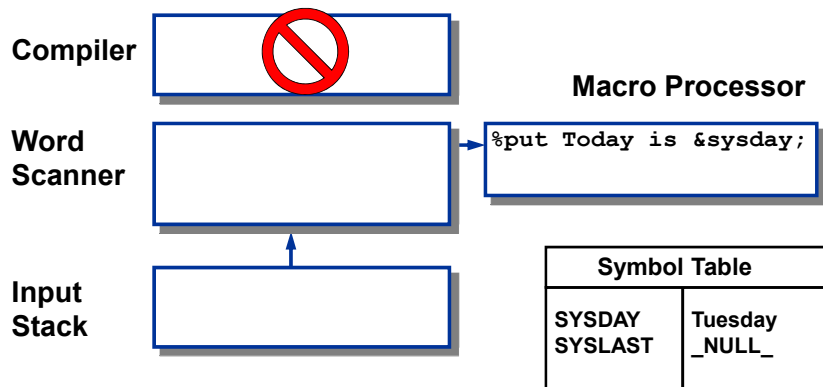 Compiler
Macro Processor
Word
Scanner
%put Today is &sysday;
Input
Stack
Symbol Table
SYSDAY Tuesday
SYSLAST _NULL_